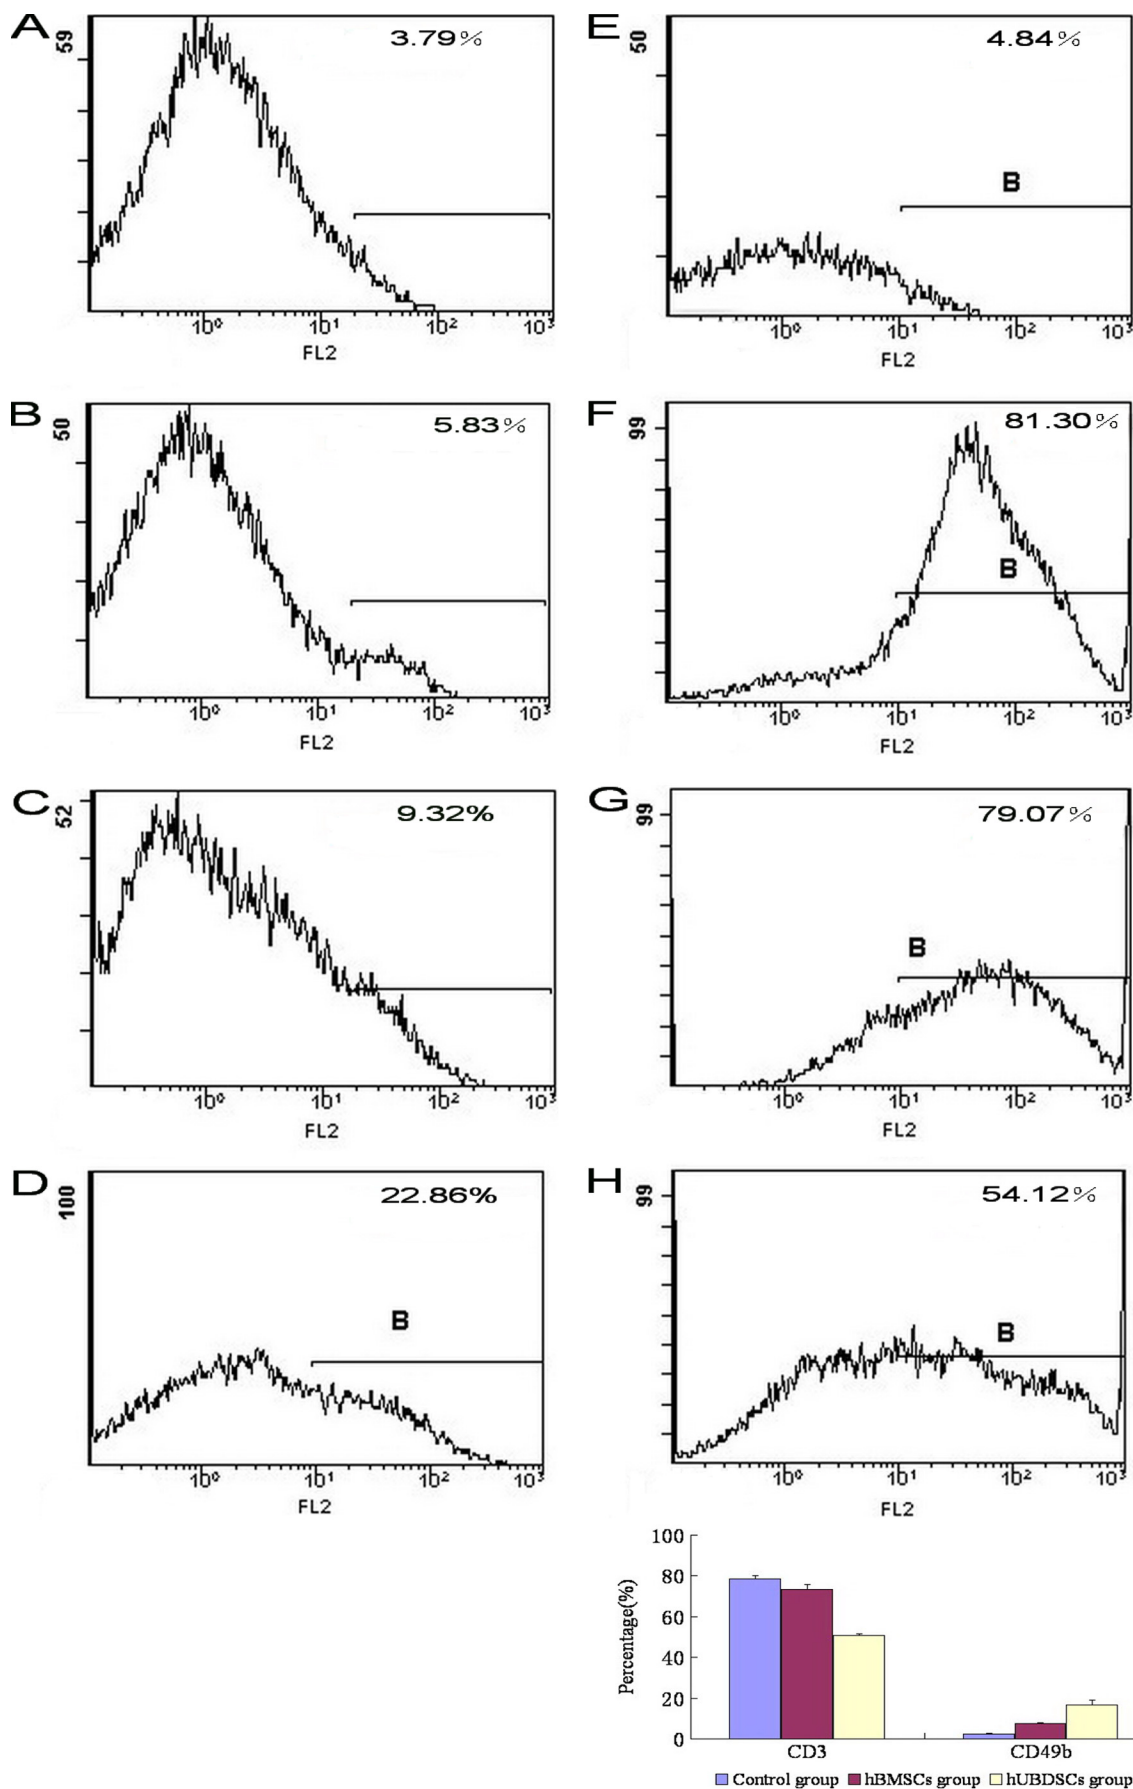 A
59
3.79%
10⁰ 10¹ 10² 10³
FL2
B
50
5.83%
10⁰ 10¹ 10² 10³
FL2
C
52
9.32%
10⁰ 10¹ 10² 10³
FL2
D
100
22.86%
B
10⁰ 10¹ 10² 10³
FL2
E
50
4.84%
B
10⁰ 10¹ 10² 10³
FL2
F
99
81.30%
B
10⁰ 10¹ 10² 10³
FL2
G
99
79.07%
B
10⁰ 10¹ 10² 10³
FL2
H
99
54.12%
B
10⁰ 10¹ 10² 10³
FL2
Percentage(%)
100
80
60
40
20
0
CD3 CD49b
Control group hBMSCs group hUBDSCs group